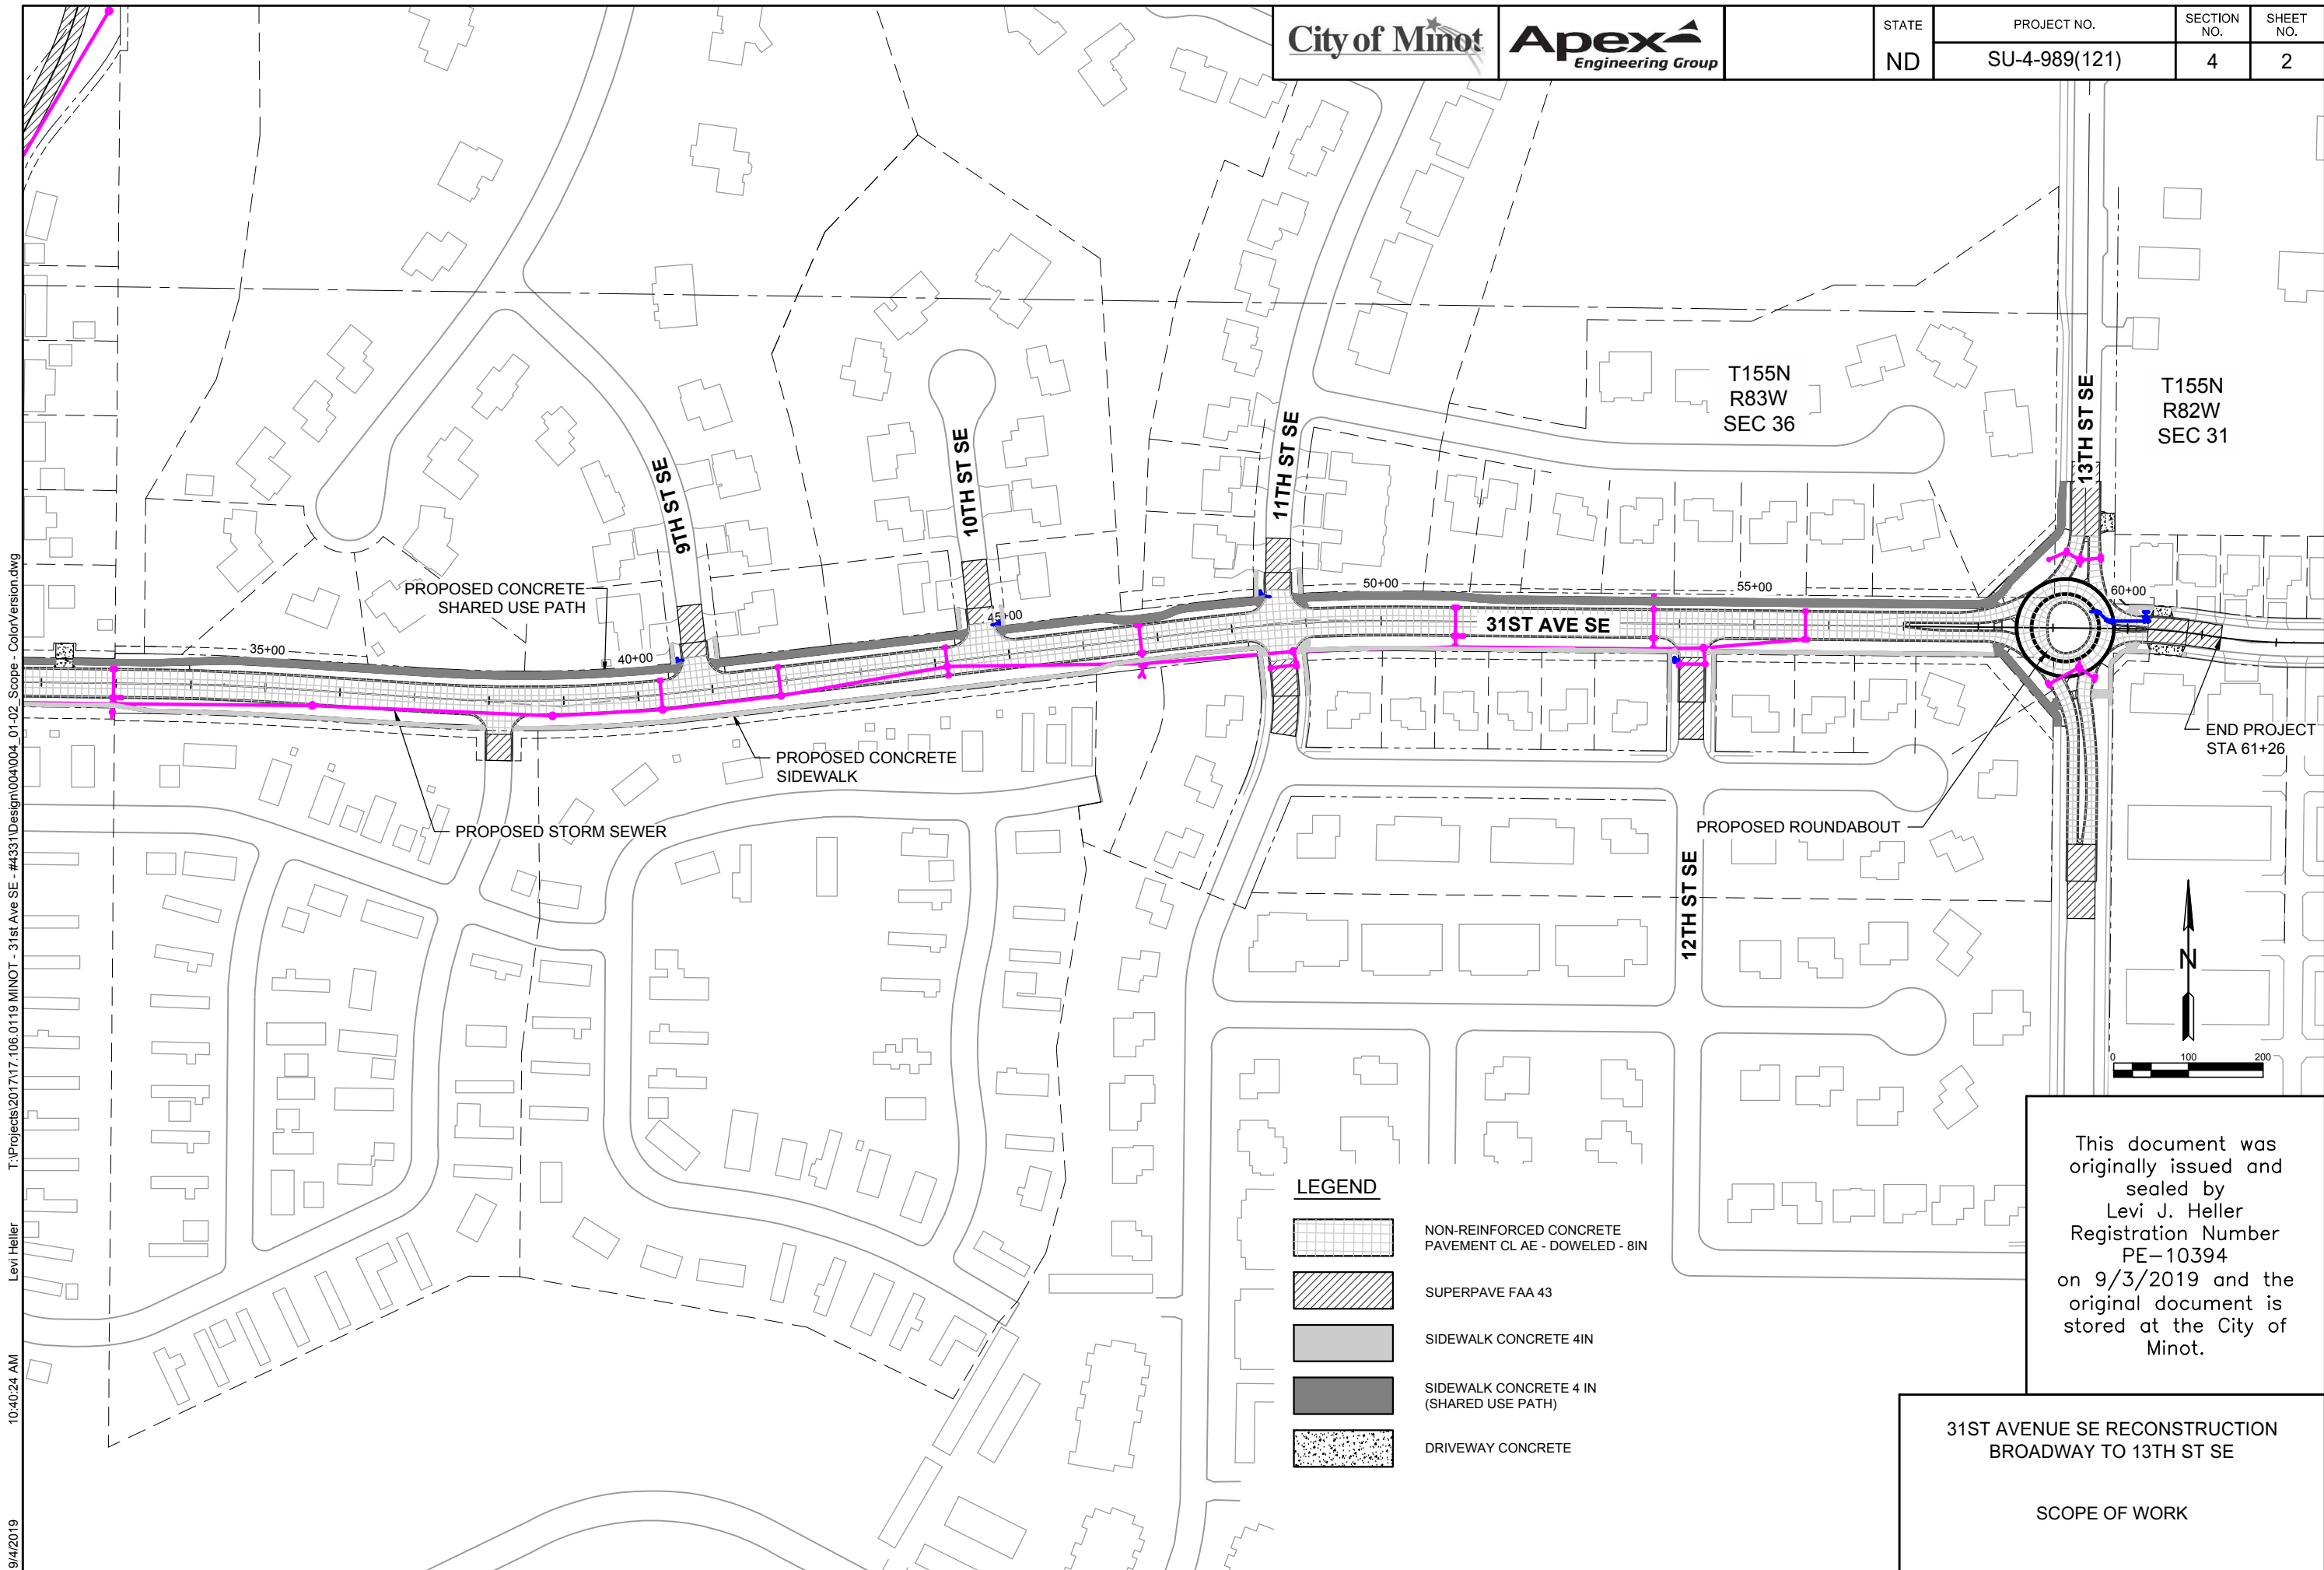 City of Minot
Apex
Engineering Group
STATE
ND
PROJECT NO.
SU-4-989(121)
SECTION
NO.
4
SHEET
NO.
2
T155N
R83W
SEC 36
T155N
R82W
SEC 31
13TH ST SE
11TH ST SE
10TH ST SE
9TH ST SE
PROPOSED CONCRETE
SHARED USE PATH
35+00
40+00
45+00
50+00
55+00
60+00
31ST AVE SE
END PROJECT
STA 61+26
PROPOSED CONCRETE
SIDEWALK
PROPOSED STORM SEWER
PROPOSED ROUNDABOUT
12TH ST SE
N
0 100 200
LEGEND
NON-REINFORCED CONCRETE
PAVEMENT CL AE - DOWELED - 8IN
SUPERPAVE FAA 43
SIDEWALK CONCRETE 4IN
SIDEWALK CONCRETE 4 IN
(SHARED USE PATH)
DRIVEWAY CONCRETE
This document was
originally issued and
sealed by
Levi J. Heller
Registration Number
PE-10394
on 9/3/2019 and the
original document is
stored at the City of
Minot.
31ST AVENUE SE RECONSTRUCTION
BROADWAY TO 13TH ST SE
SCOPE OF WORK
9/4/2019 10:40:24 AM Levi Heller T:\Projects\2017\17.106.0119 MINOT - 31st Ave SE - #4331\Design\004\004_01-02_Scope - ColorVersion.dwg